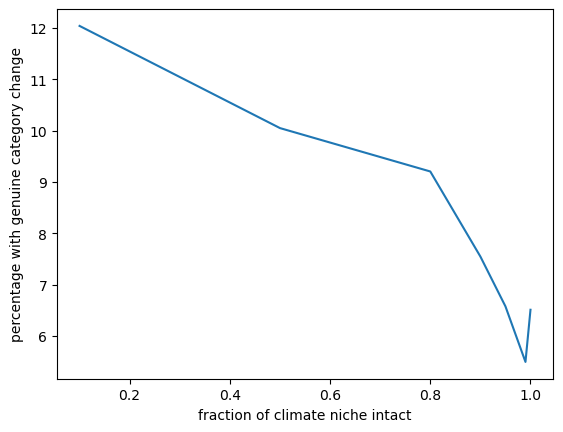 percentage with genuine category change
12
11
10
9
8
7
6
0.2 0.4 0.6 0.8 1.0
fraction of climate niche intact